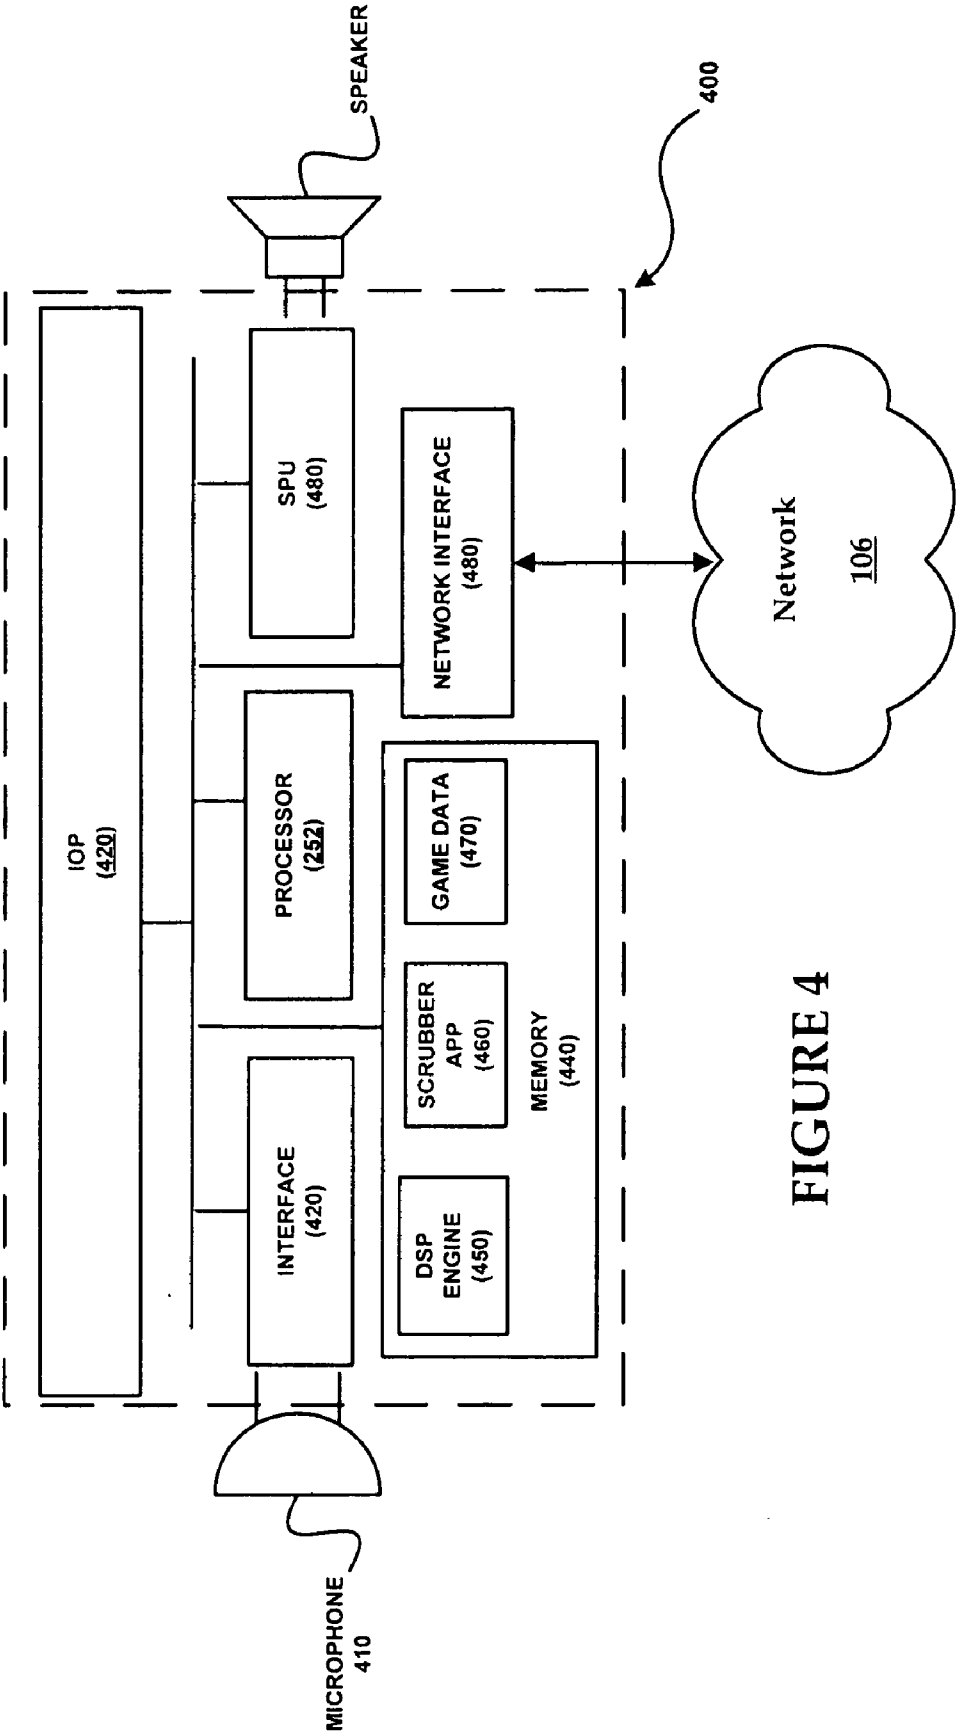 IOP
(420)
INTERFACE
(420)
PROCESSOR
(252)
SPU
(480)
SPEAKER
MICROPHONE
410
DSP
ENGINE
(450)
SCRUBBER
APP
(460)
GAME DATA
(470)
MEMORY
(440)
NETWORK INTERFACE
(480)
400
Network
106
FIGURE 4